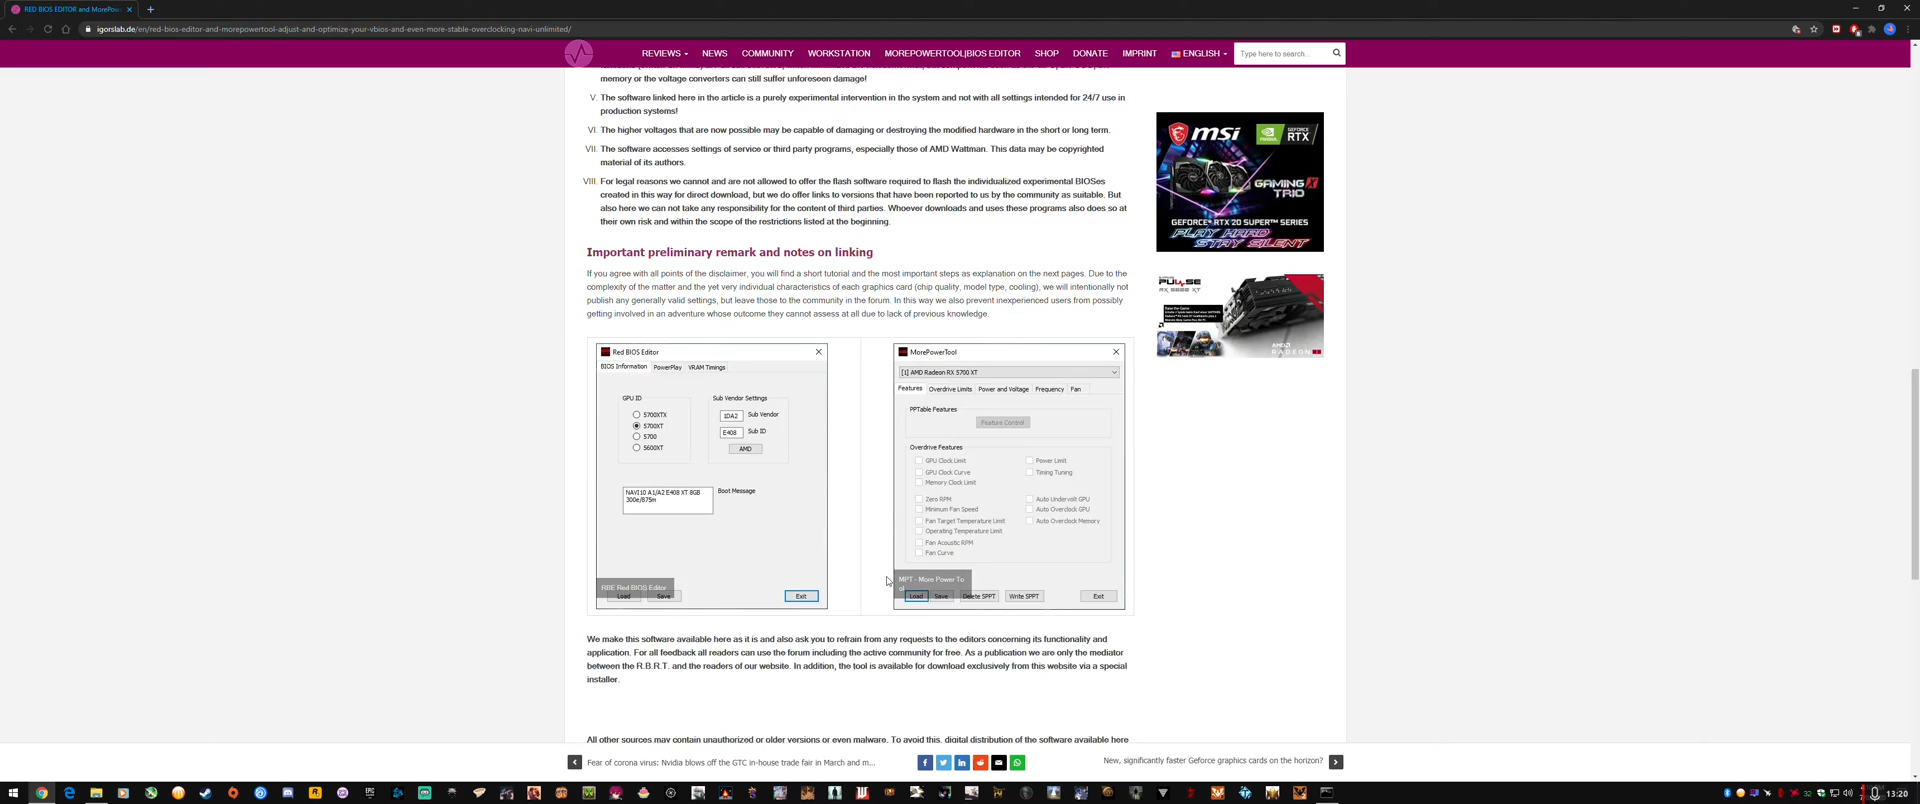 RED BIOS EDITOR and MorePow
igorslab.de/en/red-bios-editor-and-morepowertool-adjust-and-optimize-your-vbios-and-even-more-stable-overclocking-navi-unlimited/
REVIEWS NEWS COMMUNITY WORKSTATION MOREPOWERTOOL|BIOS EDITOR SHOP DONATE IMPRINT ENGLISH Type here to search...
memory or the voltage converters can still suffer unforeseen damage!
V. The software linked here in the article is a purely experimental intervention in the system and not with all settings intended for 24/7 use in
production systems!
VI. The higher voltages that are now possible may be capable of damaging or destroying the modified hardware in the short or long term.
VII. The software accesses settings of service or third party programs, especially those of AMD Wattman. This data may be copyrighted
material of its authors.
VIII. For legal reasons we cannot and are not allowed to offer the flash software required to flash the individualized experimental BIOSes
created in this way for direct download, but we do offer links to versions that have been reported to us by the community as suitable. But
also here we can not take any responsibility for the content of third parties. Whoever downloads and uses these programs also does so at
their own risk and within the scope of the restrictions listed at the beginning.
Important preliminary remark and notes on linking
If you agree with all points of the disclaimer, you will find a short tutorial and the most important steps as explanation on the next pages. Due to the
complexity of the matter and the yet very individual characteristics of each graphics card (chip quality, model type, cooling), we will intentionally not
publish any generally valid settings, but leave those to the community in the forum. In this way we also prevent inexperienced users from possibly
getting involved in an adventure whose outcome they cannot assess at all due to lack of previous knowledge.
Red BIOS Editor
BIOS Information PowerPlay VRAM Timings
GPU ID
5700XTX
5700XT
5700
5600XT
Sub Vendor Settings
1DA2 Sub Vendor
E408 Sub ID
AMD
NAVI10 A1/A2 E408 XT 8GB
300e/875m
Boot Message
RBE Red BIOS Editor
Load Save Exit
MorePowerTool
[1] AMD Radeon RX 5700 XT
Features Overdrive Limits Power and Voltage Frequency Fan
PPTable Features
Feature Control
Overdrive Features
GPU Clock Limit Power Limit
GPU Clock Curve Timing Tuning
Memory Clock Limit
Zero RPM Auto Undervolt GPU
Minimum Fan Speed Auto Overclock GPU
Fan Target Temperature Limit Auto Overclock Memory
Operating Temperature Limit
Fan Acoustic RPM
Fan Curve
MPT - More Power To
ol
Load Save Delete SPPT Write SPPT Exit
We make this software available here as it is and also ask you to refrain from any requests to the editors concerning its functionality and
application. For all feedback all readers can use the forum including the active community for free. As a publication we are only the mediator
between the R.B.R.T. and the readers of our website. In addition, the tool is available for download exclusively from this website via a special
installer.
All other sources may contain unauthorized or older versions or even malware. To avoid this, digital distribution of the software available here
msi
NVIDIA
GEFORCE
RTX
GAMING X
TRIO
GEFORCE® RTX 20 SUPER™ SERIES
PLAY HARD
STAY SILENT
SAPPHIRE
PULSE
RX 5600 XT
AMD
RADEON
Fear of corona virus: Nvidia blows off the GTC in-house trade fair in March and m...
New, significantly faster Geforce graphics cards on the horizon?
EPIC
32
13:20